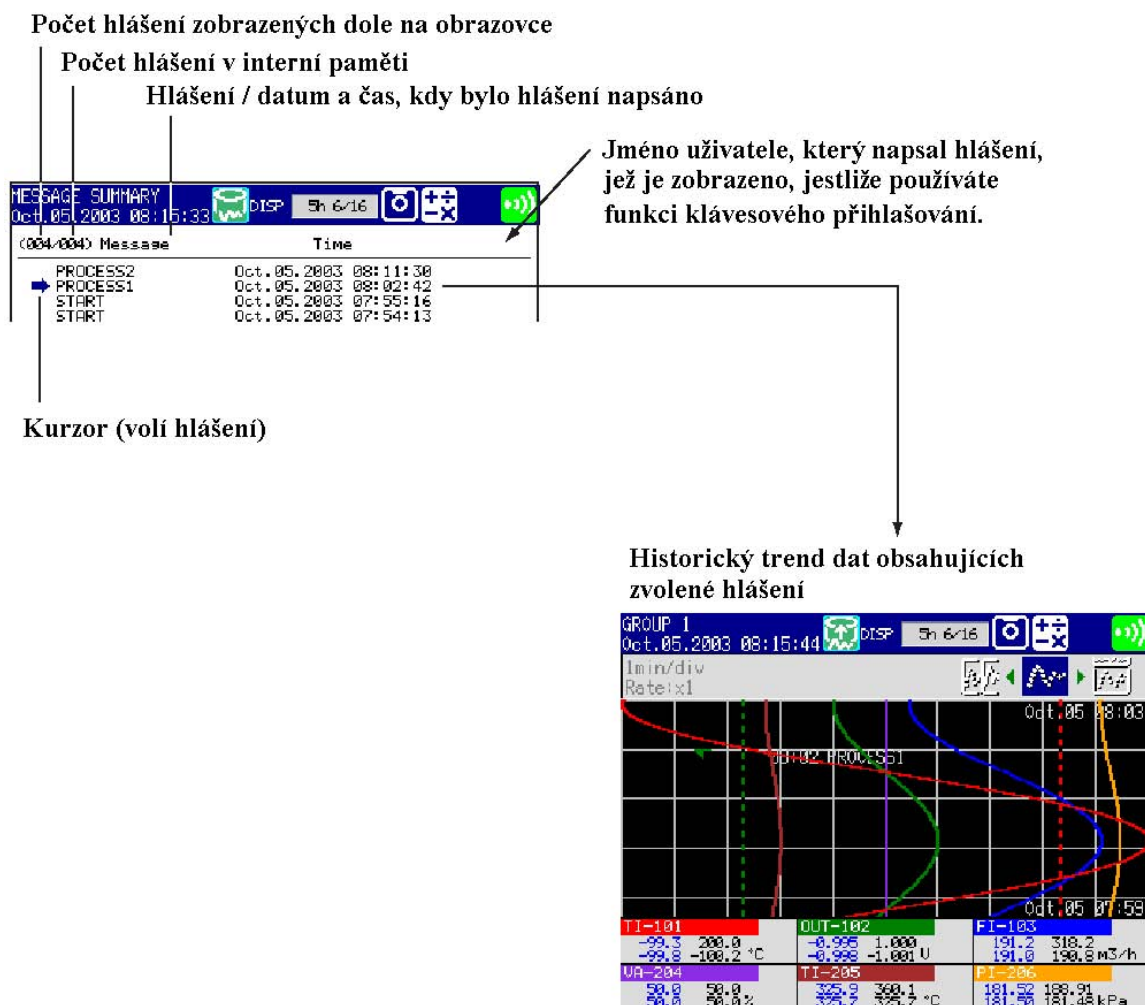 Počet hlášení zobrazených dole na obrazovce
Počet hlášení v interní paměti
Hlášení / datum a čas, kdy bylo hlášení napsáno
Jméno uživatele, který napsal hlášení,
jež je zobrazeno, jestliže používáte
funkci klávesového přihlašování.
MESSAGE SUMMARY
Oct.05.2003 08:15:33 DISP 5h 6/16
(004/004) Message Time
PROCESS2 Oct.05.2003 08:11:30
PROCESS1 Oct.05.2003 08:02:42
START Oct.05.2003 07:55:16
START Oct.05.2003 07:54:13
Kurzor (volí hlášení)
Historický trend dat obsahujících
zvolené hlášení
GROUP 1
Oct.05.2003 08:15:44 DISP 5h 6/16
1min/div
Rate:x1
Oct.05 08:03
PROCESS1
Oct.05 07:59
TI-101 OUT-102 FI-103
-99.3 200.0 -0.995 1.000 191.2 318.2
-99.8 -100.2 °C -0.998 -1.001 V 191.0 190.8 m3/h
VA-204 TI-205 PI-206
50.0 50.0 325.9 360.1 181.52 188.91
50.0 50.0 % 325.7 325.7 °C 181.50 181.48 kPa